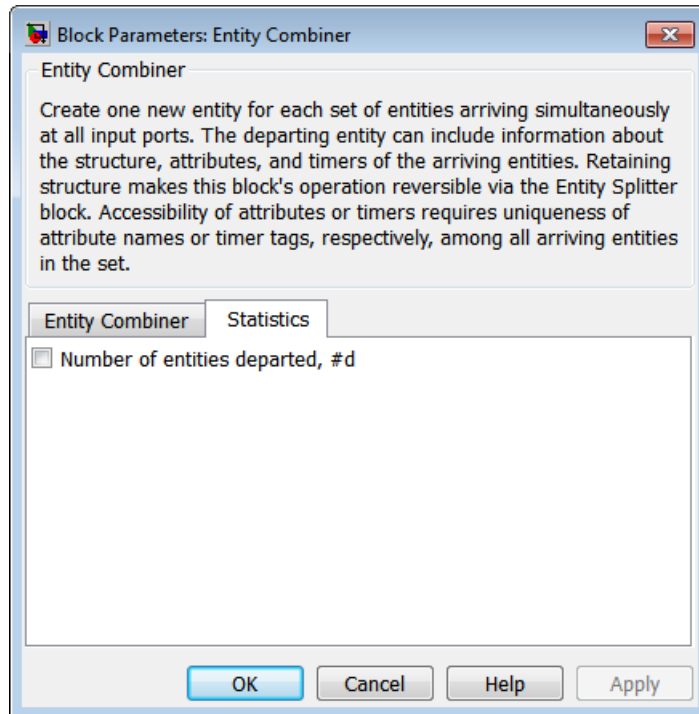 Block Parameters: Entity Combiner
Entity Combiner
Create one new entity for each set of entities arriving simultaneously
at all input ports. The departing entity can include information about
the structure, attributes, and timers of the arriving entities. Retaining
structure makes this block's operation reversible via the Entity Splitter
block. Accessibility of attributes or timers requires uniqueness of
attribute names or timer tags, respectively, among all arriving entities
in the set.
Entity Combiner Statistics
Number of entities departed, #d
OK Cancel Help Apply